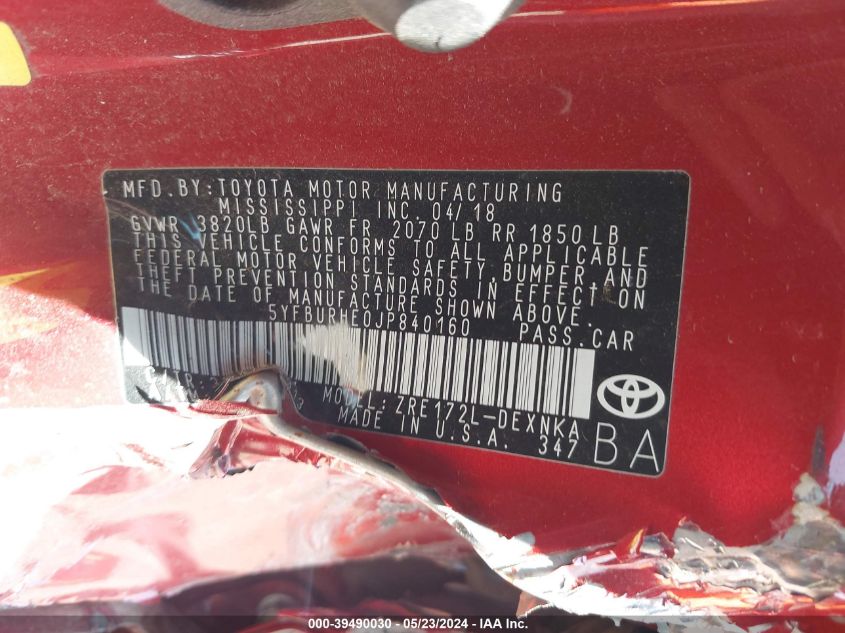 MFD.BY:TOYOTA MOTOR MANUFACTURING
MISSISSIPPI INC. 04/18
GVWR 3820LB GAWR FR 2070 LB RR 1850 LB
THIS VEHICLE CONFORMS TO ALL APPLICABLE
FEDERAL MOTOR VEHICLE SAFETY,BUMPER AND
THEFT PREVENTION STANDARDS IN EFFECT ON
THE DATE OF MANUFACTURE SHOWN ABOVE.
5YFBURHE0JP840160 PASS.CAR
MODEL:ZRE172L-DEXNKA
MADE IN U.S.A. 347
BA
000-39490030 - 05/23/2024 - IAA Inc.